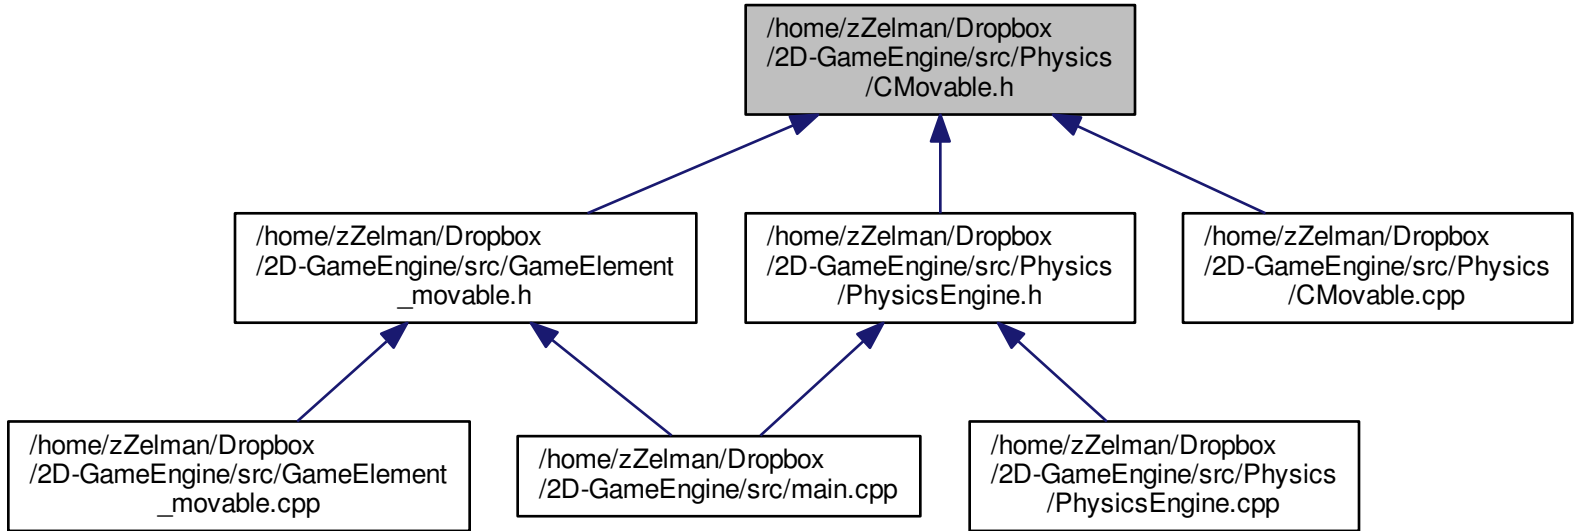 /home/zZelman/Dropbox
/2D-GameEngine/src/Physics
/CMovable.h
/home/zZelman/Dropbox
/2D-GameEngine/src/GameElement
_movable.h
/home/zZelman/Dropbox
/2D-GameEngine/src/Physics
/PhysicsEngine.h
/home/zZelman/Dropbox
/2D-GameEngine/src/Physics
/CMovable.cpp
/home/zZelman/Dropbox
/2D-GameEngine/src/GameElement
_movable.cpp
/home/zZelman/Dropbox
/2D-GameEngine/src/main.cpp
/home/zZelman/Dropbox
/2D-GameEngine/src/Physics
/PhysicsEngine.cpp